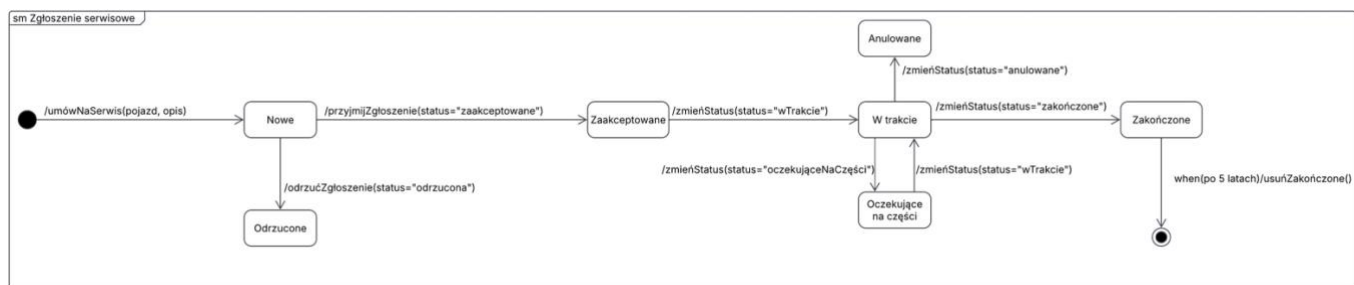 sm Zgłoszenie serwisowe
Anulowane
/zmieńStatus(status="anulowane")
/umówNaSerwis(pojazd, opis)
Nowe
/przyjmijZgłoszenie(status="zaakceptowane")
Zaakceptowane
/zmieńStatus(status="wTrakcie")
W trakcie
/zmieńStatus(status="zakończone")
Zakończone
/odrzućZgłoszenie(status="odrzucona")
Odrzucone
/zmieńStatus(status="oczekująceNaCzęści")
/zmieńStatus(status="wTrakcie")
Oczekujące
na części
when(po 5 latach)/usuńZakończone()